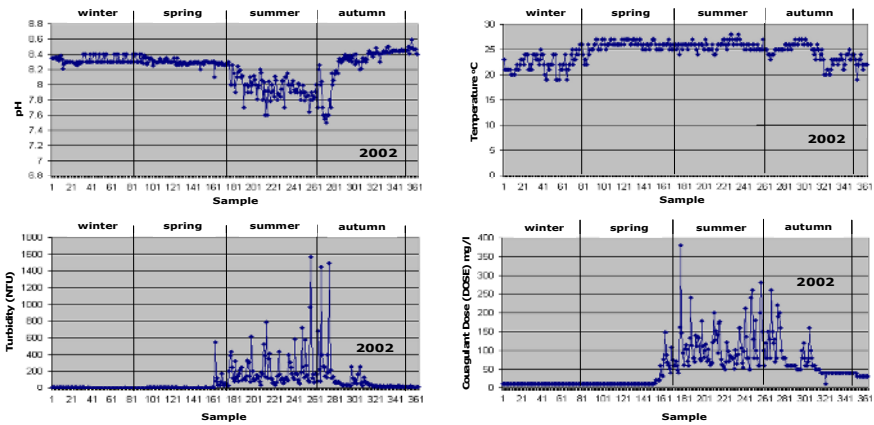 winter spring summer autumn
8.8
8.6
8.4
8.2
8
7.8
7.6
7.4
7.2
7
6.8
pH
2002
1 21 41 61 81 101 121 141 161 181 201 221 241 261 281 301 321 341 361
Sample
winter spring summer autumn
30
25
20
15
10
5
0
Temperature °C
2002
1 21 41 61 81 101 121 141 161 181 201 221 241 261 281 301 321 341 361
Sample
winter spring summer autumn
1800
1600
1400
1200
1000
800
600
400
200
0
Turbidity (NTU)
2002
1 21 41 61 81 101 121 141 161 181 201 221 241 261 281 301 321 341 361
Sample
winter spring summer autumn
400
350
300
250
200
150
100
50
0
Coagulant Dose (DOSE) mg/l
2002
1 21 41 61 81 101 121 141 161 181 201 221 241 261 281 301 321 341 361
Sample